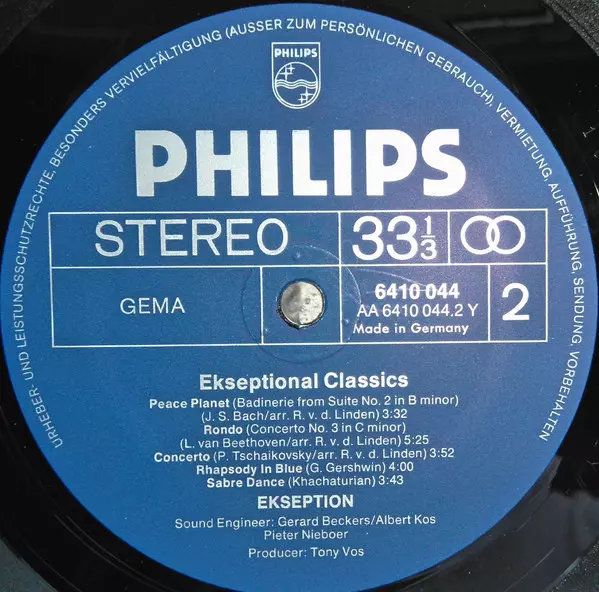 URHEBER- UND LEISTUNGSSCHUTZRECHTE, BESONDERS VERVIELFÄLTIGUNG (AUSSER ZUM PERSÖNLICHEN GEBRAUCH), VERMIETUNG, AUFFÜHRUNG, SENDUNG, VORBEHALTEN
PHILIPS
PHILIPS
STEREO 33 1/3
GEMA 6410 044 2
AA 6410 044.2 Y
Made in Germany
Ekseptional Classics
Peace Planet (Badinerie from Suite No. 2 in B minor)
(J. S. Bach/arr. R. v. d. Linden) 3:32
Rondo (Concerto No. 3 in C minor)
(L. van Beethoven/arr. R. v. d. Linden) 5:25
Concerto (P. Tschaikovsky/arr. R. v. d. Linden) 3:52
Rhapsody In Blue (G. Gershwin) 4:00
Sabre Dance (Khachaturian) 3:43
EKSEPTION
Sound Engineer: Gerard Beckers/Albert Kos
Pieter Nieboer
Producer: Tony Vos